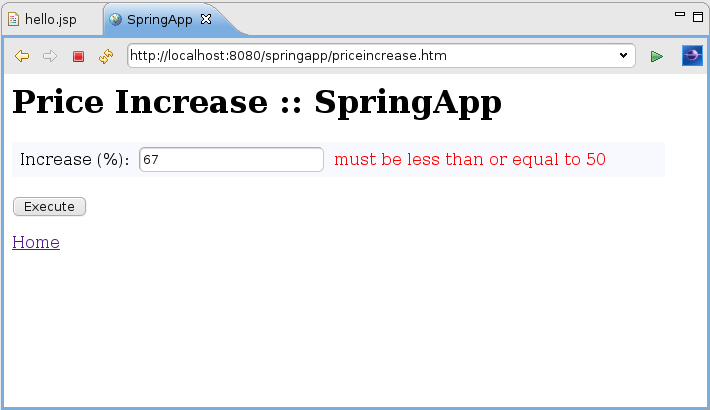 hello.jsp SpringApp
http://localhost:8080/springapp/priceincrease.htm
Price Increase :: SpringApp
Increase (%): 67 must be less than or equal to 50
Execute
Home